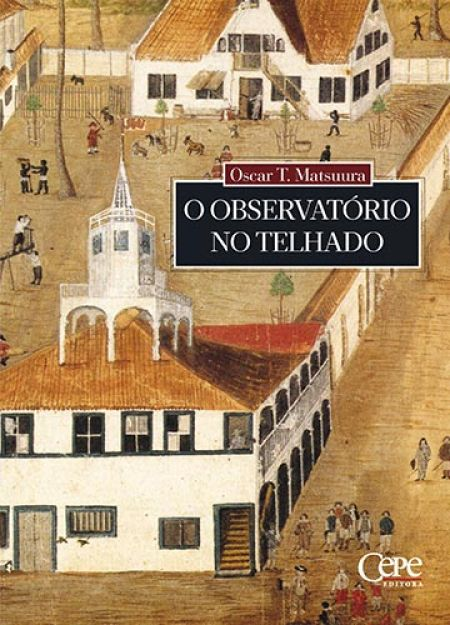 Oscar T. Matsuura
O OBSERVATÓRIO
NO TELHADO
Cepe
EDITORA